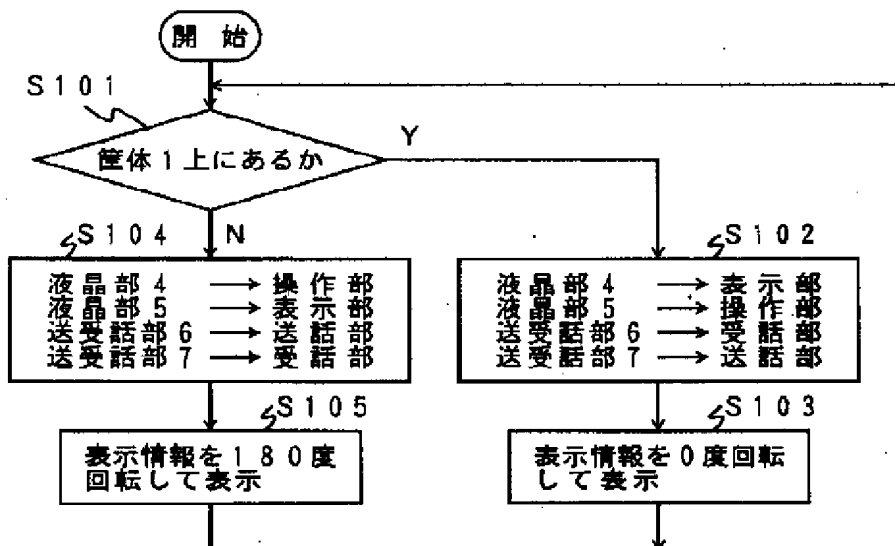 開 始
S101
筐体1上にあるか
Y
N
S104
液晶部4 → 操作部
液晶部5 → 表示部
送受話部6 → 送話部
送受話部7 → 受話部
S102
液晶部4 → 表示部
液晶部5 → 操作部
送受話部6 → 受話部
送受話部7 → 送話部
S105
表示情報を180度
回転して表示
S103
表示情報を0度回転
して表示